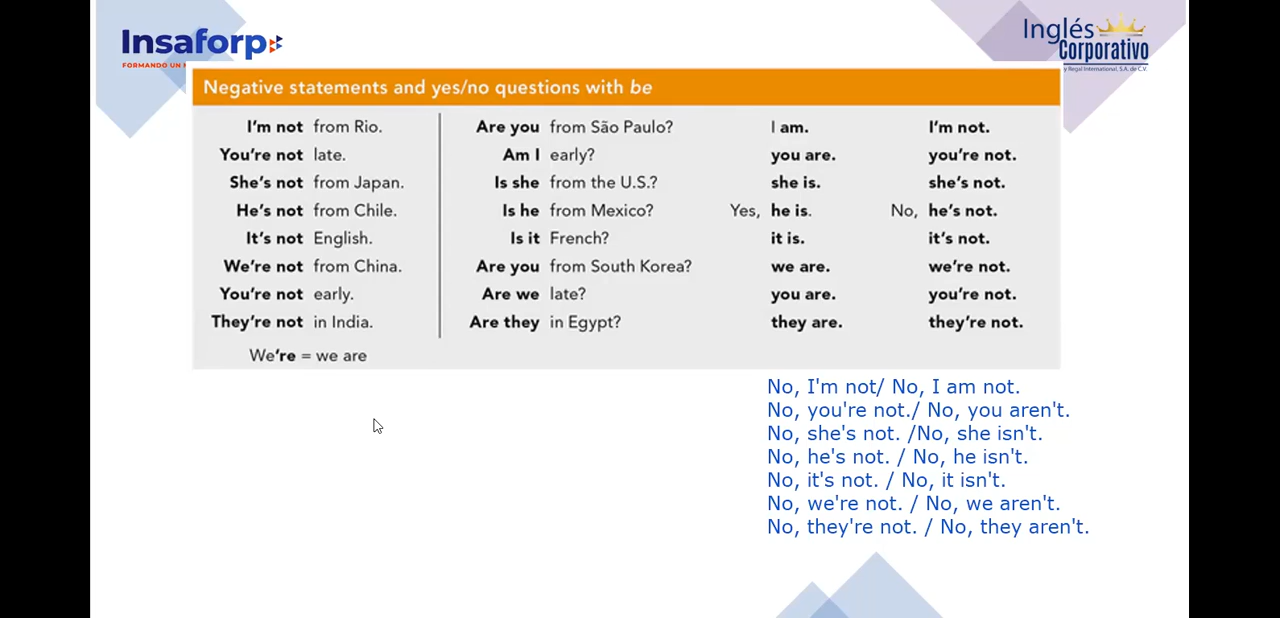 Insaforp
FORMANDO UN
Inglés
Corporativo
y Regal International, S.A. de C.V.
Negative statements and yes/no questions with be
I'm not from Rio. Are you from São Paulo? I am. I'm not.
You're not late. Am I early? you are. you're not.
She's not from Japan. Is she from the U.S.? she is. she's not.
He's not from Chile. Is he from Mexico? Yes, he is. No, he's not.
It's not English. Is it French? it is. it's not.
We're not from China. Are you from South Korea? we are. we're not.
You're not early. Are we late? you are. you're not.
They're not in India. Are they in Egypt? they are. they're not.
We're = we are
No, I'm not/ No, I am not.
No, you're not./ No, you aren't.
No, she's not. /No, she isn't.
No, he's not. / No, he isn't.
No, it's not. / No, it isn't.
No, we're not. / No, we aren't.
No, they're not. / No, they aren't.